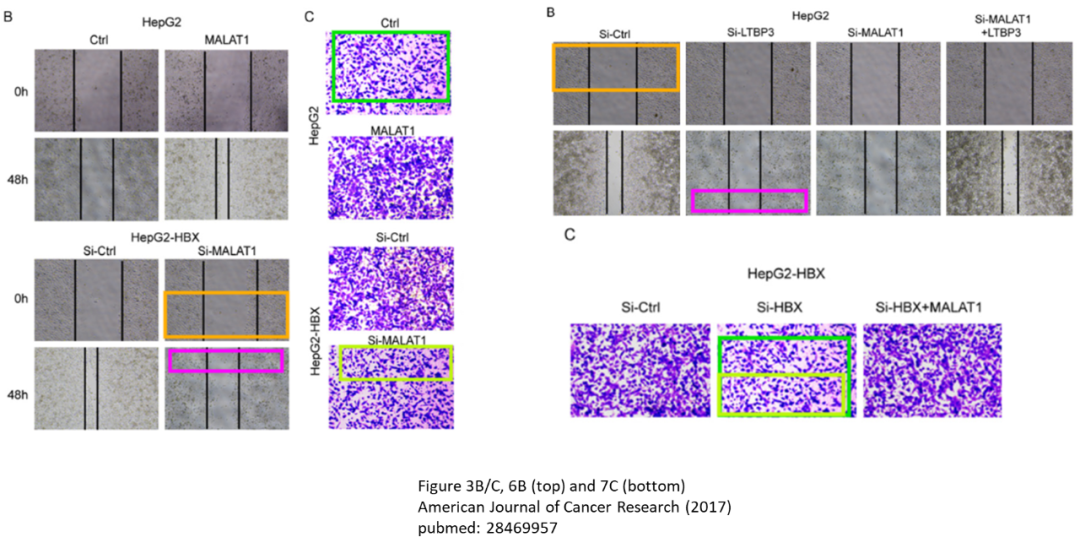 B
HepG2
Ctrl
MALAT1
0h
48h
HepG2-HBX
Si-Ctrl
Si-MALAT1
0h
48h
C
Ctrl
HepG2
MALAT1
Si-Ctrl
HepG2-HBX
Si-MALAT1
B
HepG2
Si-Ctrl
Si-LTBP3
Si-MALAT1
Si-MALAT1
+LTBP3
C
HepG2-HBX
Si-Ctrl
Si-HBX
Si-HBX+MALAT1
Figure 3B/C, 6B (top) and 7C (bottom)
American Journal of Cancer Research (2017)
pubmed: 28469957